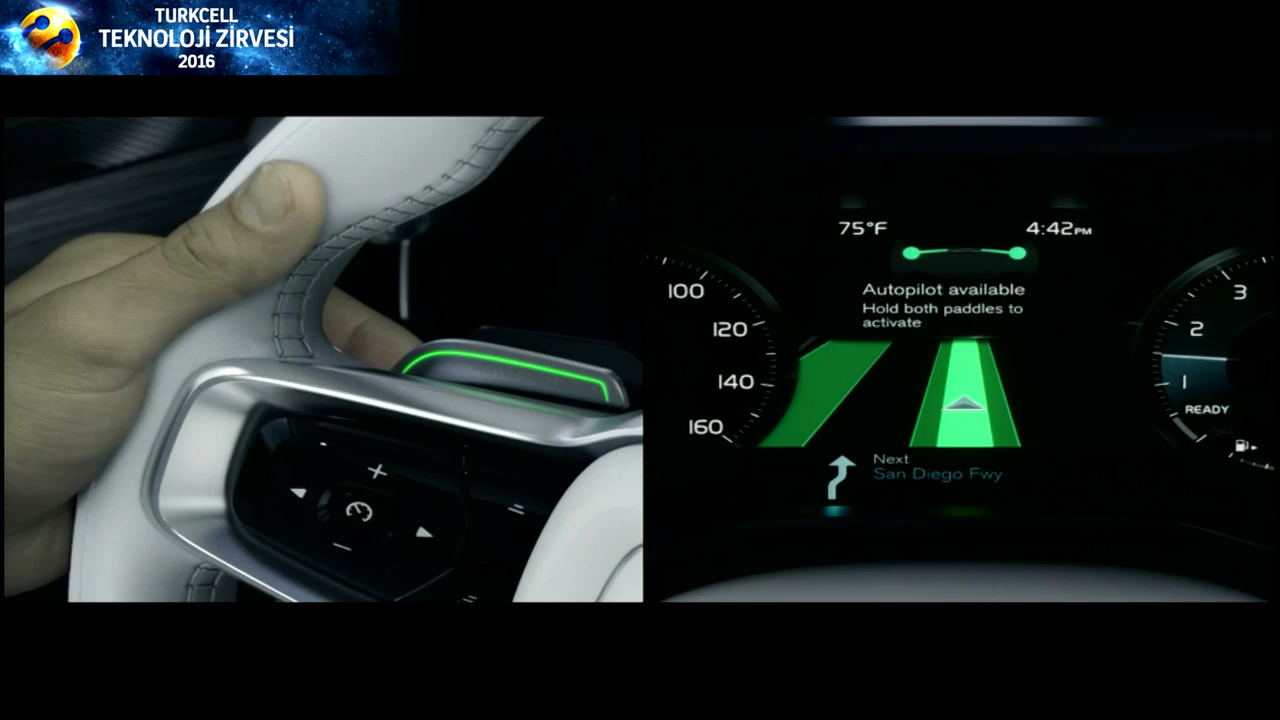 TURKCELL
TEKNOLOJİ ZİRVESİ
2016
75°F
4:42PM
Autopilot available
Hold both paddles to
activate
100
120
140
160
3
2
1
READY
Next
San Diego Fwy